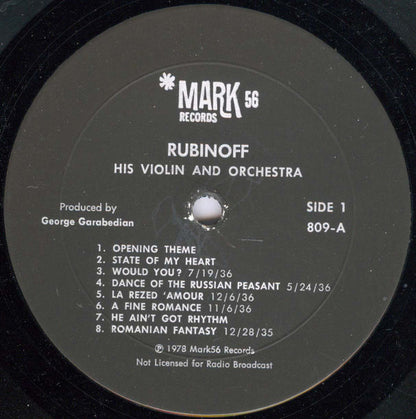 *MARK 56
RECORDS
RUBINOFF
HIS VIOLIN AND ORCHESTRA
Produced by
George Garabedian
SIDE 1
809-A
1. OPENING THEME
2. STATE OF MY HEART
3. WOULD YOU? 7/19/36
4. DANCE OF THE RUSSIAN PEASANT 5/24/36
5. LA REZED 'AMOUR 12/6/36
6. A FINE ROMANCE 11/6/36
7. HE AIN'T GOT RHYTHM
8. ROMANIAN FANTASY 12/28/35
Ⓟ 1978 Mark56 Records
Not Licensed for Radio Broadcast